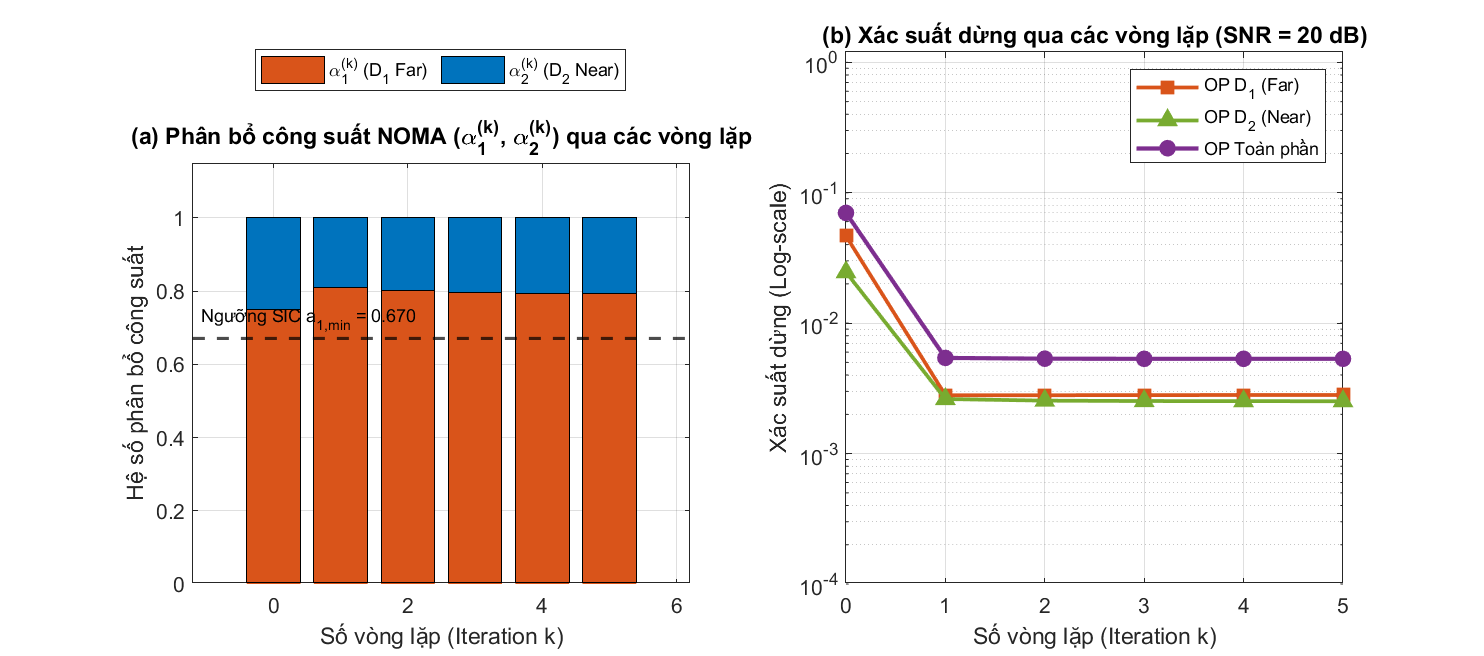 α₁⁽ᵏ⁾ (D₁ Far) α₂⁽ᵏ⁾ (D₂ Near)
(a) Phân bổ công suất NOMA (α₁⁽ᵏ⁾, α₂⁽ᵏ⁾) qua các vòng lặp
Hệ số phân bổ công suất
1
0.8
0.6
0.4
0.2
0
Ngưỡng SIC a₁,min = 0.670
0 2 4 6
Số vòng lặp (Iteration k)
(b) Xác suất dừng qua các vòng lặp (SNR = 20 dB)
OP D₁ (Far)
OP D₂ (Near)
OP Toàn phần
Xác suất dừng (Log-scale)
10⁰
10⁻¹
10⁻²
10⁻³
10⁻⁴
0 1 2 3 4 5
Số vòng lặp (Iteration k)